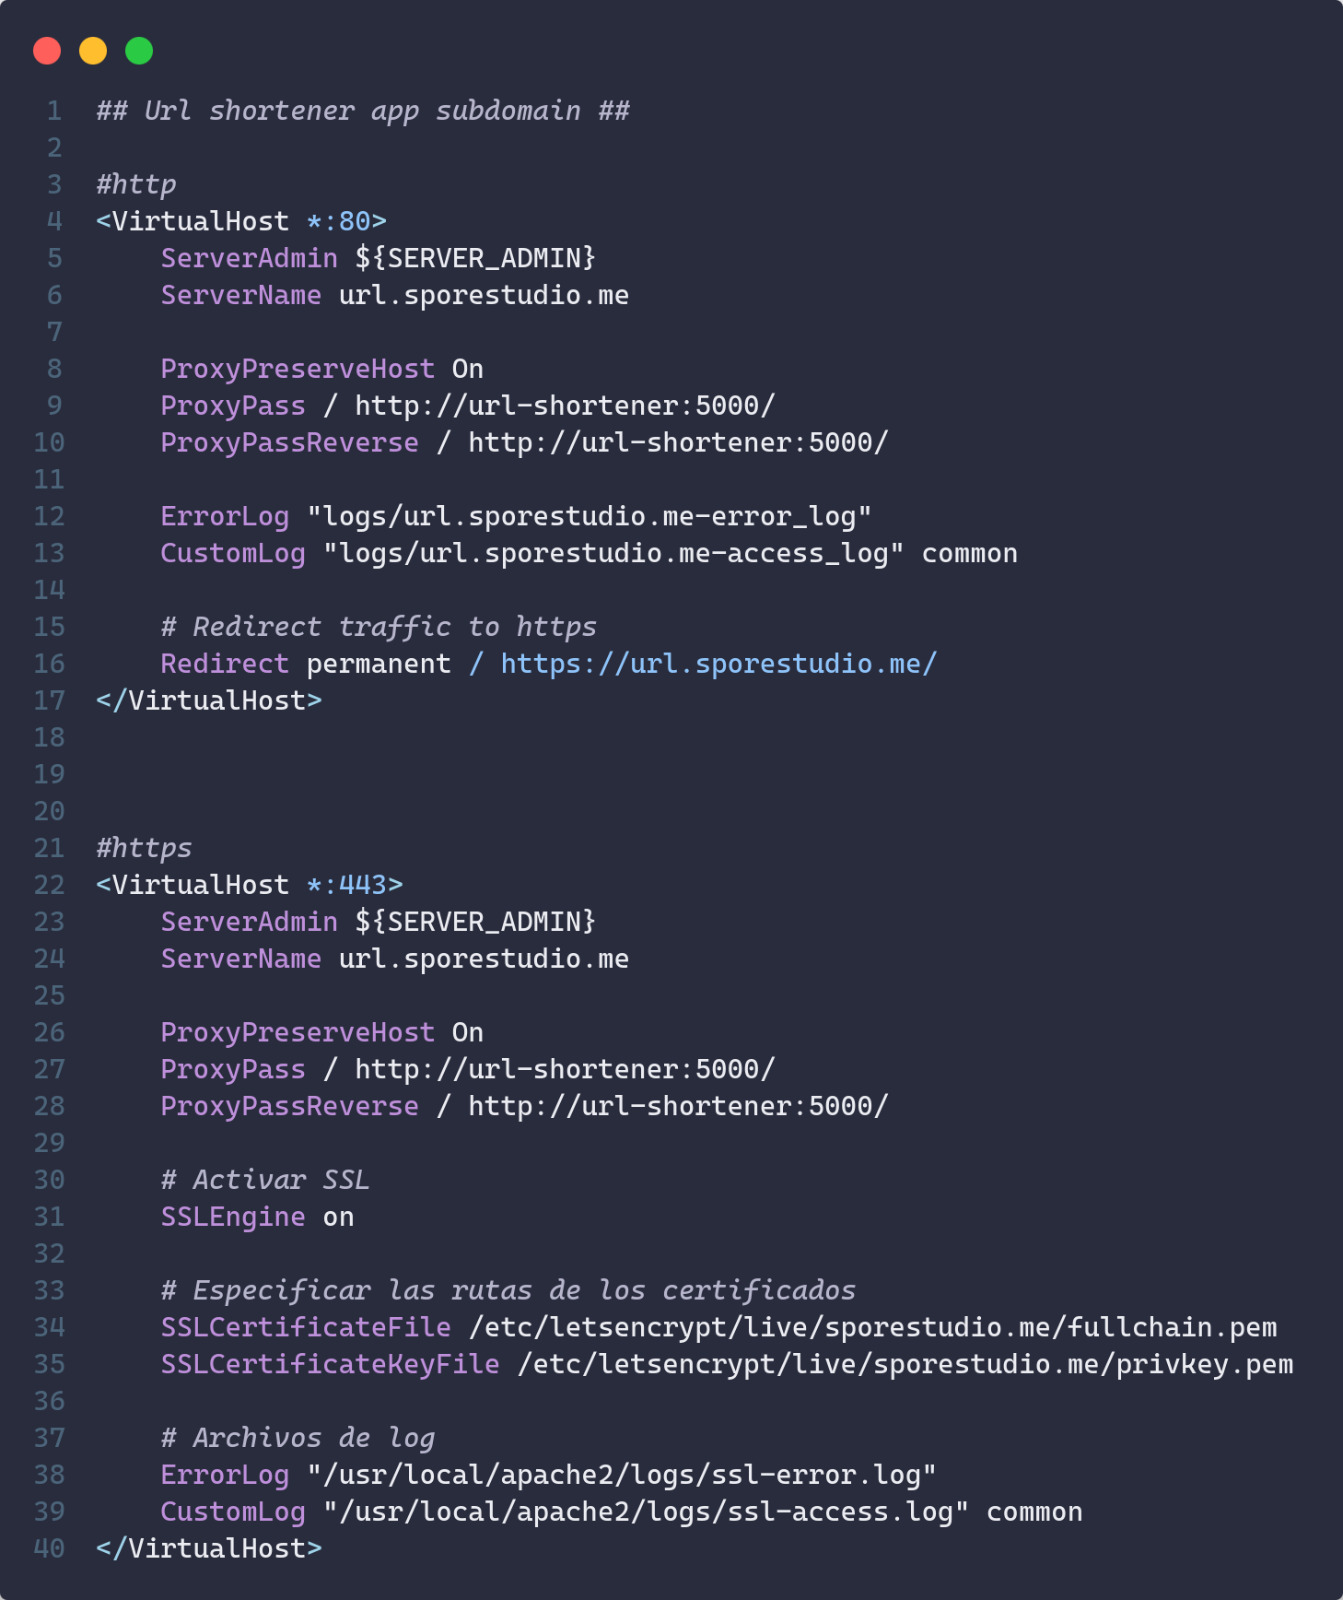 1 ## Url shortener app subdomain ##
2
3 #http
4 <VirtualHost *:80>
5     ServerAdmin ${SERVER_ADMIN}
6     ServerName url.sporestudio.me
7
8     ProxyPreserveHost On
9     ProxyPass / http://url-shortener:5000/
10     ProxyPassReverse / http://url-shortener:5000/
11
12     ErrorLog "logs/url.sporestudio.me-error_log"
13     CustomLog "logs/url.sporestudio.me-access_log" common
14
15     # Redirect traffic to https
16     Redirect permanent / https://url.sporestudio.me/
17 </VirtualHost>
18
19
20
21 #https
22 <VirtualHost *:443>
23     ServerAdmin ${SERVER_ADMIN}
24     ServerName url.sporestudio.me
25
26     ProxyPreserveHost On
27     ProxyPass / http://url-shortener:5000/
28     ProxyPassReverse / http://url-shortener:5000/
29
30     # Activar SSL
31     SSLEngine on
32
33     # Especificar las rutas de los certificados
34     SSLCertificateFile /etc/letsencrypt/live/sporestudio.me/fullchain.pem
35     SSLCertificateKeyFile /etc/letsencrypt/live/sporestudio.me/privkey.pem
36
37     # Archivos de log
38     ErrorLog "/usr/local/apache2/logs/ssl-error.log"
39     CustomLog "/usr/local/apache2/logs/ssl-access.log" common
40 </VirtualHost>